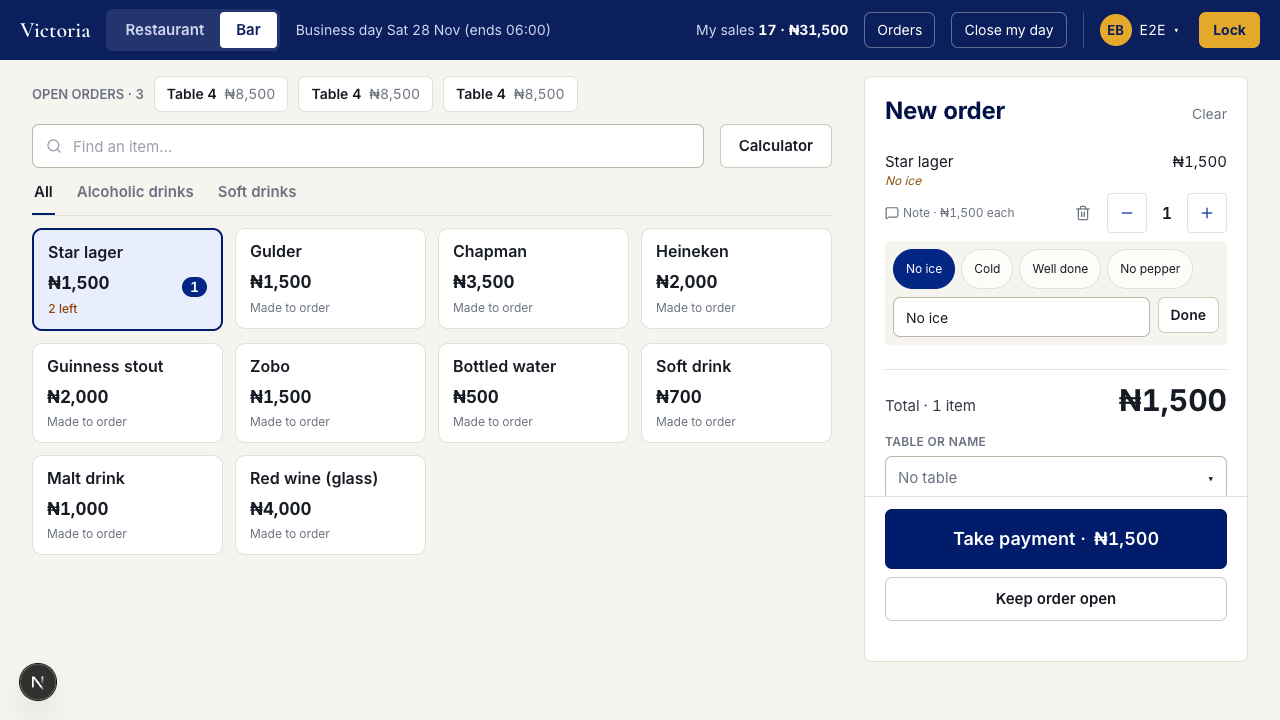 Victoria
Restaurant
Bar
Business day Sat 28 Nov (ends 06:00)
My sales 17 · ₦31,500
Orders
Close my day
EB
E2E
Lock
OPEN ORDERS · 3
Table 4 ₦8,500
Table 4 ₦8,500
Table 4 ₦8,500
Find an item...
Calculator
All
Alcoholic drinks
Soft drinks
Star lager
₦1,500
1
2 left
Gulder
₦1,500
Made to order
Chapman
₦3,500
Made to order
Heineken
₦2,000
Made to order
Guinness stout
₦2,000
Made to order
Zobo
₦1,500
Made to order
Bottled water
₦500
Made to order
Soft drink
₦700
Made to order
Malt drink
₦1,000
Made to order
Red wine (glass)
₦4,000
Made to order
New order
Clear
Star lager ₦1,500
No ice
Note · ₦1,500 each
1
No ice
Cold
Well done
No pepper
No ice
Done
Total · 1 item ₦1,500
TABLE OR NAME
No table
Take payment · ₦1,500
Keep order open
N